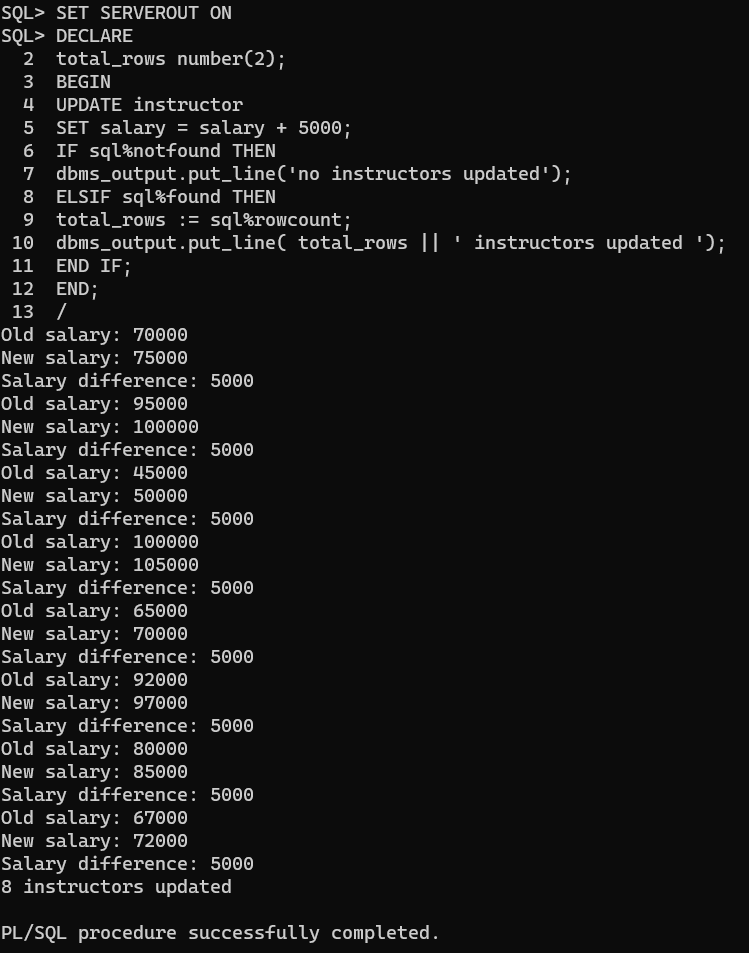 SQL> SET SERVEROUT ON
SQL> DECLARE
  2  total_rows number(2);
  3  BEGIN
  4  UPDATE instructor
  5  SET salary = salary + 5000;
  6  IF sql%notfound THEN
  7  dbms_output.put_line('no instructors updated');
  8  ELSIF sql%found THEN
  9  total_rows := sql%rowcount;
 10  dbms_output.put_line( total_rows || ' instructors updated ');
 11  END IF;
 12  END;
 13  /
Old salary: 70000
New salary: 75000
Salary difference: 5000
Old salary: 95000
New salary: 100000
Salary difference: 5000
Old salary: 45000
New salary: 50000
Salary difference: 5000
Old salary: 100000
New salary: 105000
Salary difference: 5000
Old salary: 65000
New salary: 70000
Salary difference: 5000
Old salary: 92000
New salary: 97000
Salary difference: 5000
Old salary: 80000
New salary: 85000
Salary difference: 5000
Old salary: 67000
New salary: 72000
Salary difference: 5000
8 instructors updated
PL/SQL procedure successfully completed.